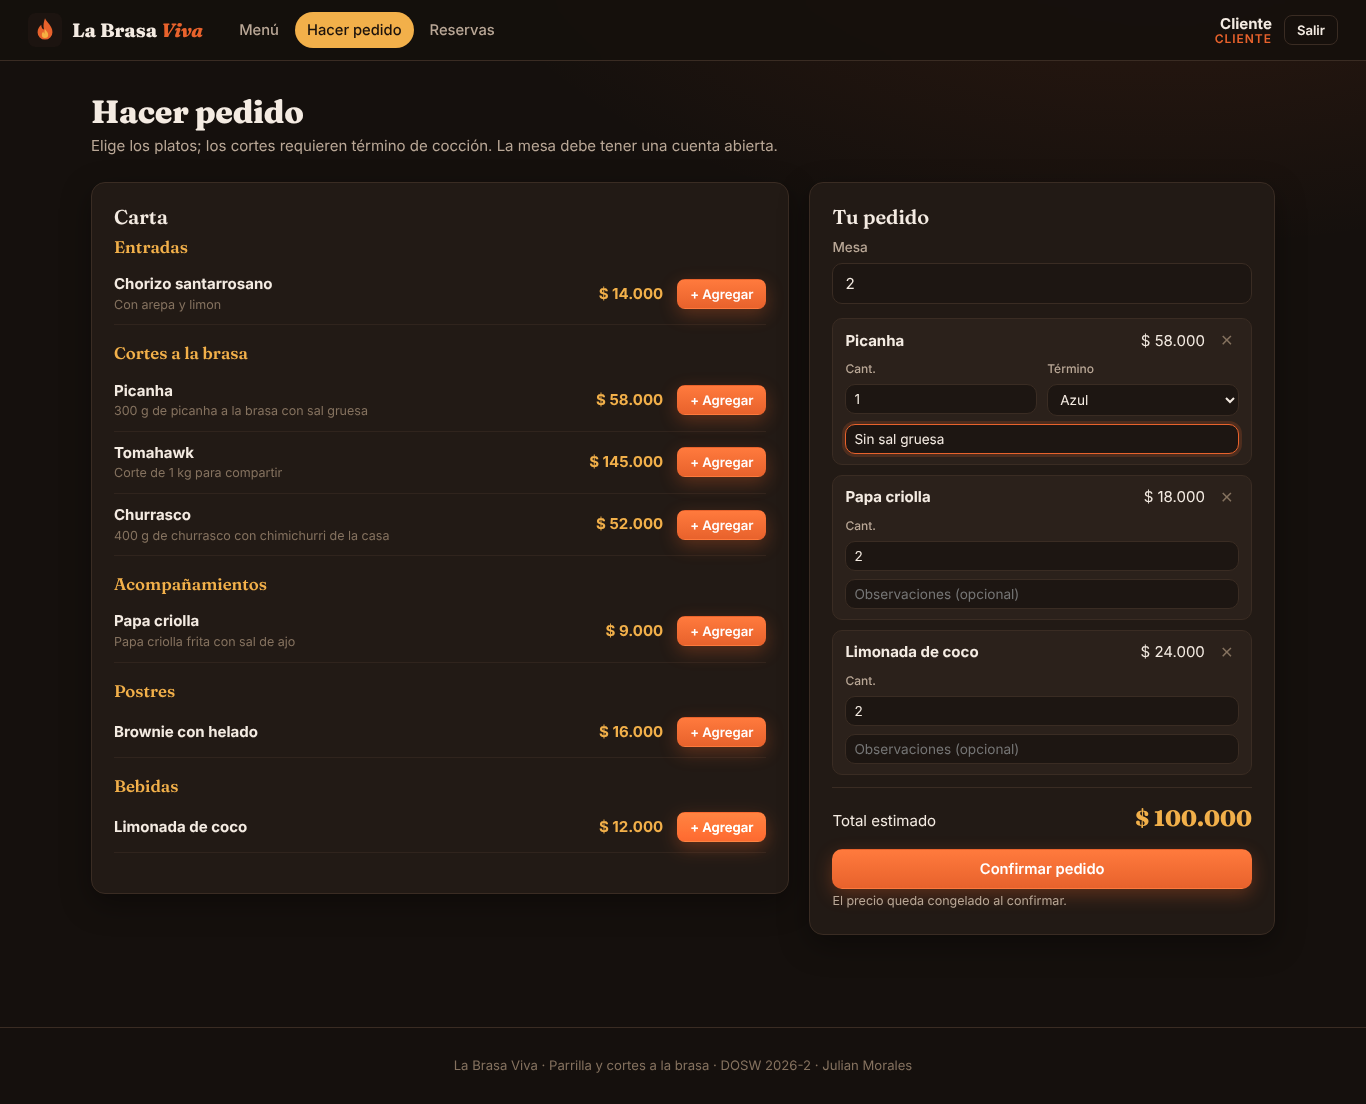 La Brasa Viva
Menú
Hacer pedido
Reservas
Cliente
CLIENTE
Salir
Hacer pedido
Elige los platos; los cortes requieren término de cocción. La mesa debe tener una cuenta abierta.
Carta
Entradas
Chorizo santarrosano
Con arepa y limon
$ 14.000
+ Agregar
Cortes a la brasa
Picanha
300 g de picanha a la brasa con sal gruesa
$ 58.000
+ Agregar
Tomahawk
Corte de 1 kg para compartir
$ 145.000
+ Agregar
Churrasco
400 g de churrasco con chimichurri de la casa
$ 52.000
+ Agregar
Acompañamientos
Papa criolla
Papa criolla frita con sal de ajo
$ 9.000
+ Agregar
Postres
Brownie con helado
$ 16.000
+ Agregar
Bebidas
Limonada de coco
$ 12.000
+ Agregar
Tu pedido
Mesa
2
Picanha
$ 58.000
×
Cant.
Término
1
Azul
Sin sal gruesa
Papa criolla
$ 18.000
×
Cant.
2
Observaciones (opcional)
Limonada de coco
$ 24.000
×
Cant.
2
Observaciones (opcional)
Total estimado
$ 100.000
Confirmar pedido
El precio queda congelado al confirmar.
La Brasa Viva · Parrilla y cortes a la brasa · DOSW 2026-2 · Julian Morales